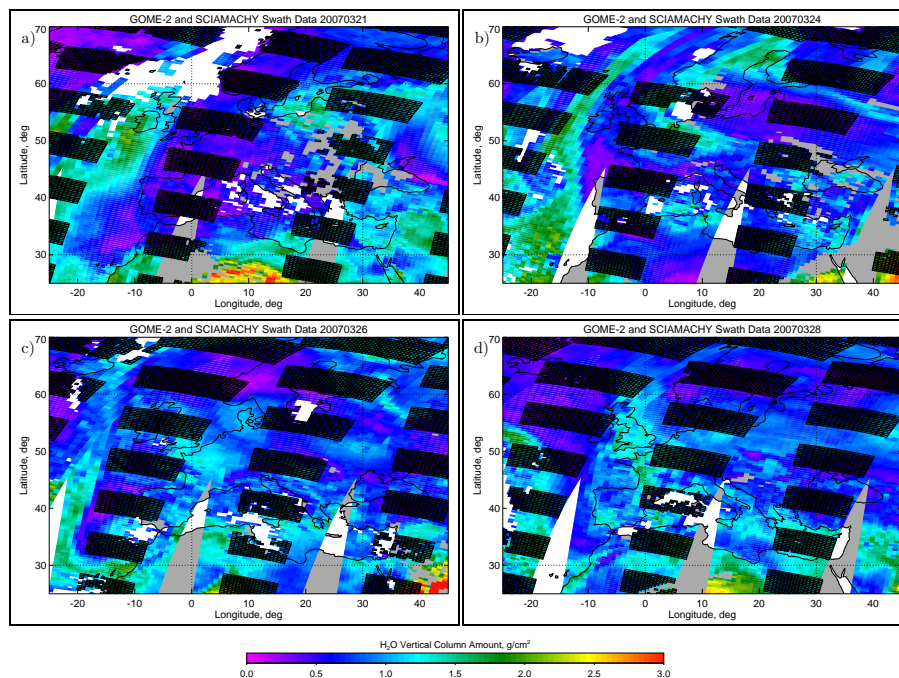 GOME-2 and SCIAMACHY Swath Data 20070321
a)
70
60
50
40
30
Latitude, deg
-20 -10 0 10 20 30 40
Longitude, deg
GOME-2 and SCIAMACHY Swath Data 20070324
b)
70
60
50
40
30
Latitude, deg
-20 -10 0 10 20 30 40
Longitude, deg
GOME-2 and SCIAMACHY Swath Data 20070326
c)
70
60
50
40
30
Latitude, deg
-20 -10 0 10 20 30 40
Longitude, deg
GOME-2 and SCIAMACHY Swath Data 20070328
d)
70
60
50
40
30
Latitude, deg
-20 -10 0 10 20 30 40
Longitude, deg
H₂O Vertical Column Amount, g/cm²
0.0 0.5 1.0 1.5 2.0 2.5 3.0